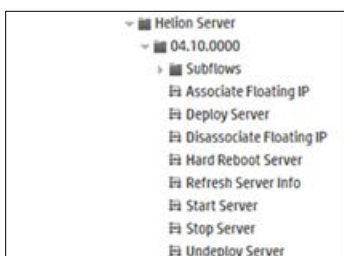 Helion Server
04.10.0000
Subflows
Associate Floating IP
Deploy Server
Disassociate Floating IP
Hard Reboot Server
Refresh Server Info
Start Server
Stop Server
Undeploy Server